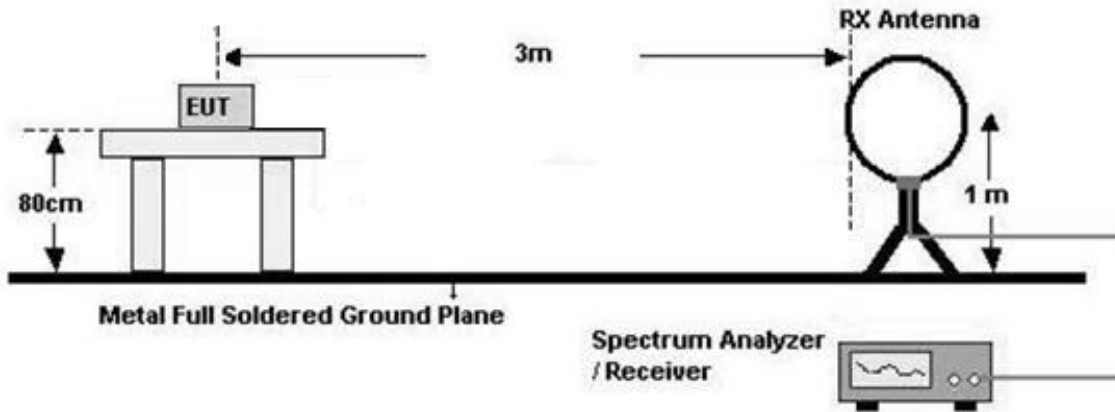 RX Antenna
3m
EUT
80cm
1 m
Metal Full Soldered Ground Plane
Spectrum Analyzer
/ Receiver